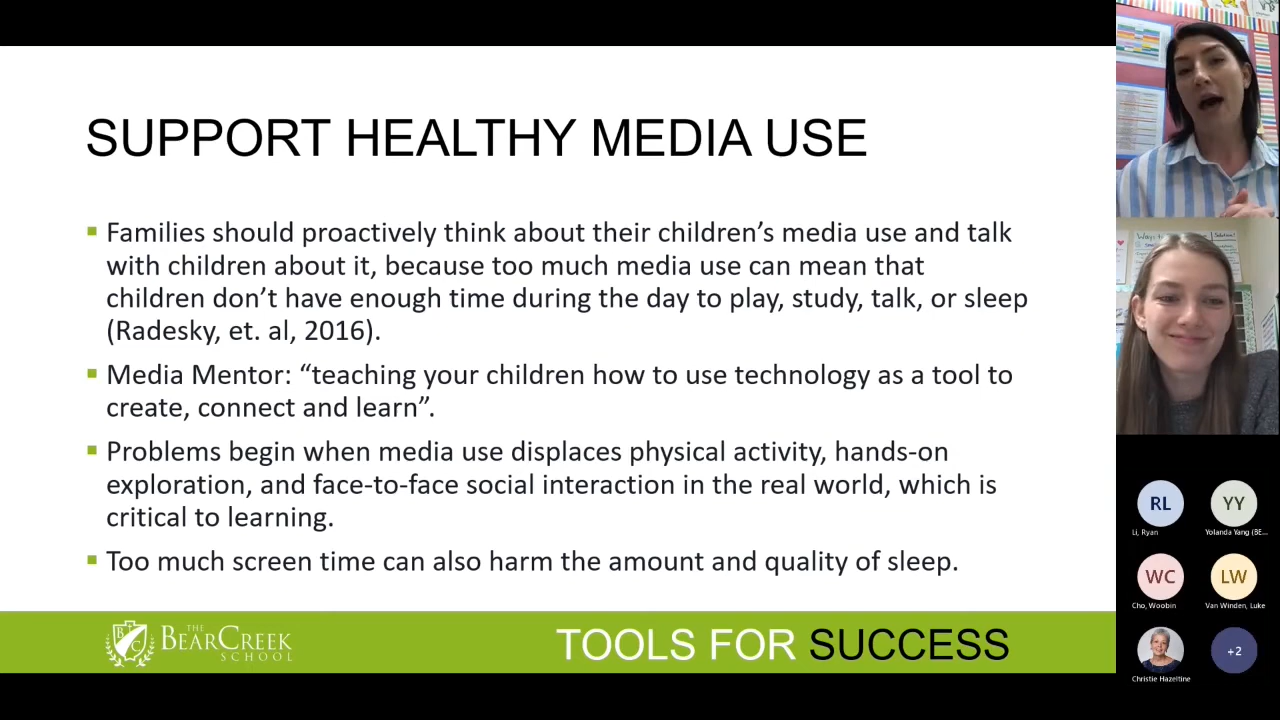 SUPPORT HEALTHY MEDIA USE
Families should proactively think about their children’s media use and talk
with children about it, because too much media use can mean that
children don’t have enough time during the day to play, study, talk, or sleep
(Radesky, et. al, 2016).
Media Mentor: “teaching your children how to use technology as a tool to
create, connect and learn”.
Problems begin when media use displaces physical activity, hands-on
exploration, and face-to-face social interaction in the real world, which is
critical to learning.
Too much screen time can also harm the amount and quality of sleep.
THE
BEARCREEK
SCHOOL
TOOLS FOR SUCCESS
RL YY
Li, Ryan Yolanda Yang (BE...
WC LW
Cho, Woobin Van Winden, Luke
+2
Christie Hazeltine